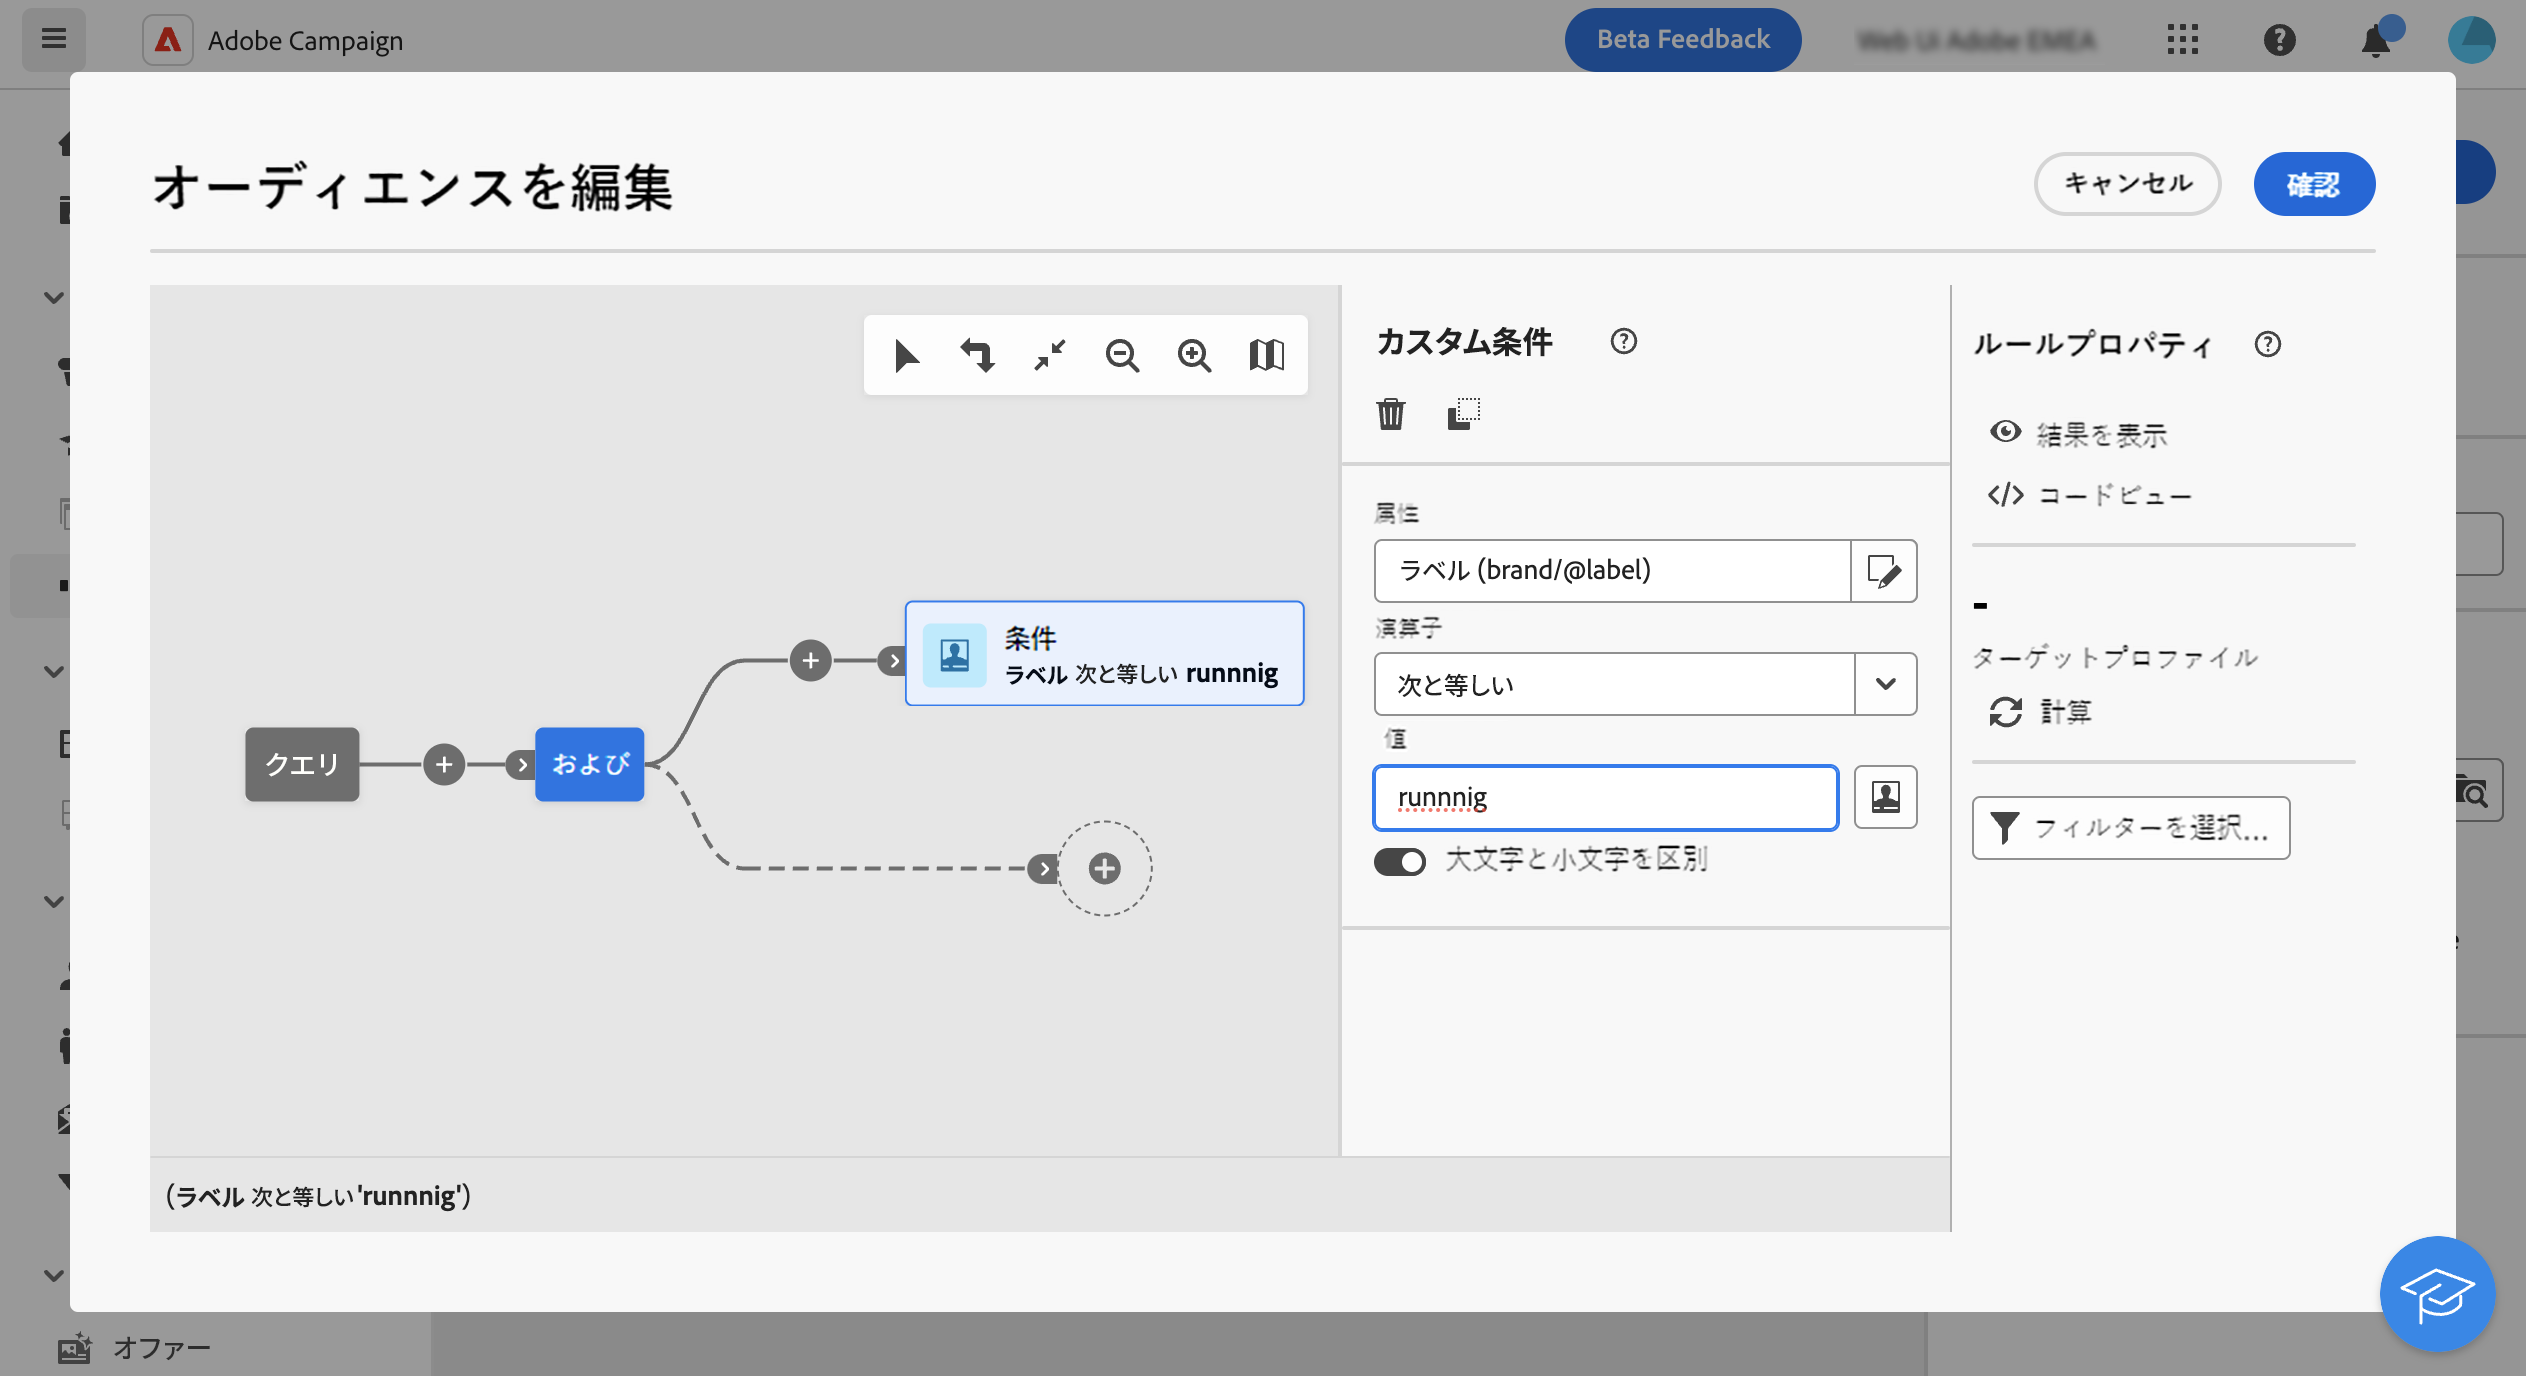 Adobe Campaign
Beta Feedback
オーディエンスを編集
キャンセル
確認
カスタム条件
ルールプロパティ
結果を表示
コードビュー
属性
ラベル (brand/@label)
演算子
次と等しい
値
runnnig
大文字と小文字を区別
-
ターゲットプロファイル
計算
フィルターを選択...
クエリ
および
条件
ラベル 次と等しい runnnig
(ラベル 次と等しい 'runnnig')
オファー